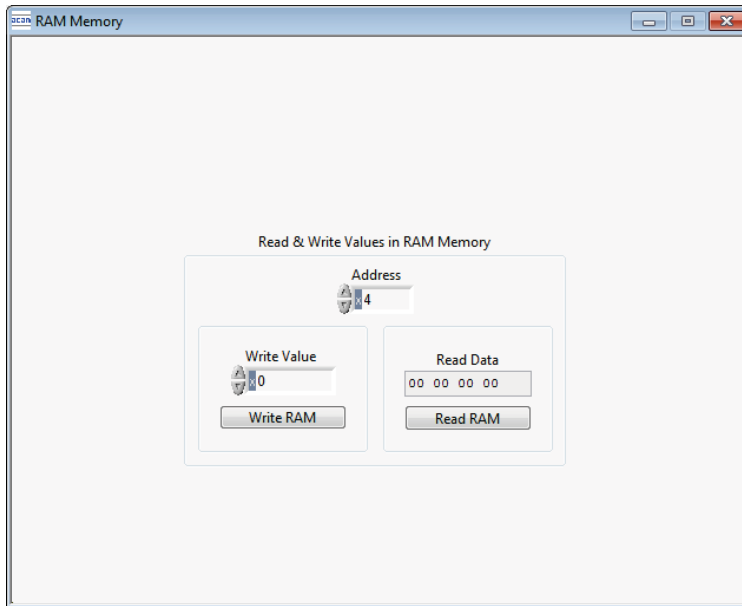 acan RAM Memory
Read & Write Values in RAM Memory
Address
x 4
Write Value
x 0
Write RAM
Read Data
00 00 00 00
Read RAM